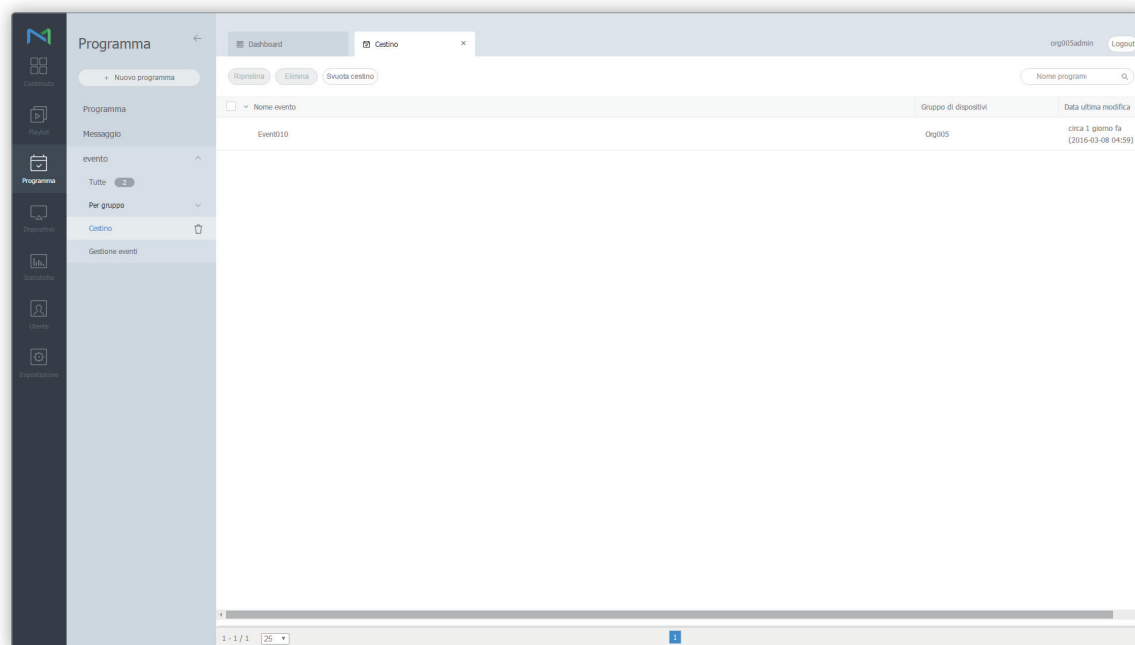 Contenuto
Playlist
Programma
Dispositivo
Statistiche
Utente
Impostazione
Programma
+ Nuovo programma
Programma
Messaggio
evento
Tutte 2
Per gruppo
Cestino
Gestione eventi
Dashboard
Cestino
org005admin
Logout
Ripristina
Elimina
Svuota cestino
Nome programi
Nome evento
Gruppo di dispositivi
Data ultima modifica
Event010
Org005
circa 1 giorno fa
(2016-03-08 04:59)
1 - 1 / 1
25
1